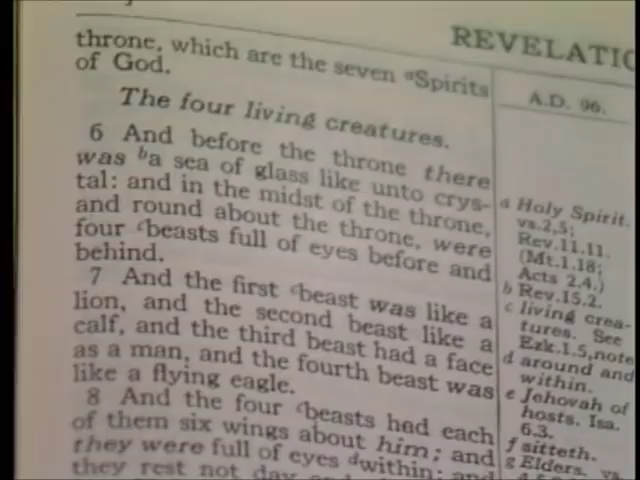 REVELATIO
throne, which are the seven aSpirits
of God.
The four living creatures.
6 And before the throne there
was ba sea of glass like unto crys-
tal: and in the midst of the throne,
and round about the throne, were
four cbeasts full of eyes before and
behind.
7 And the first cbeast was like a
lion, and the second beast like a
calf, and the third beast had a face
as a man, and the fourth beast was
like a flying eagle.
8 And the four cbeasts had each
of them six wings about him; and
they were full of eyes dwithin: and
they rest not day
A.D. 96.
a Holy Spirit.
vs.2,5;
Rev.11.11.
(Mt.1.18;
Acts 2.4.)
b Rev.15.2.
c living crea-
tures. See
Ezk.1.5,note
d around and
within.
e Jehovah of
hosts. Isa.
6.3.
f sitteth.
g Elders, vs.